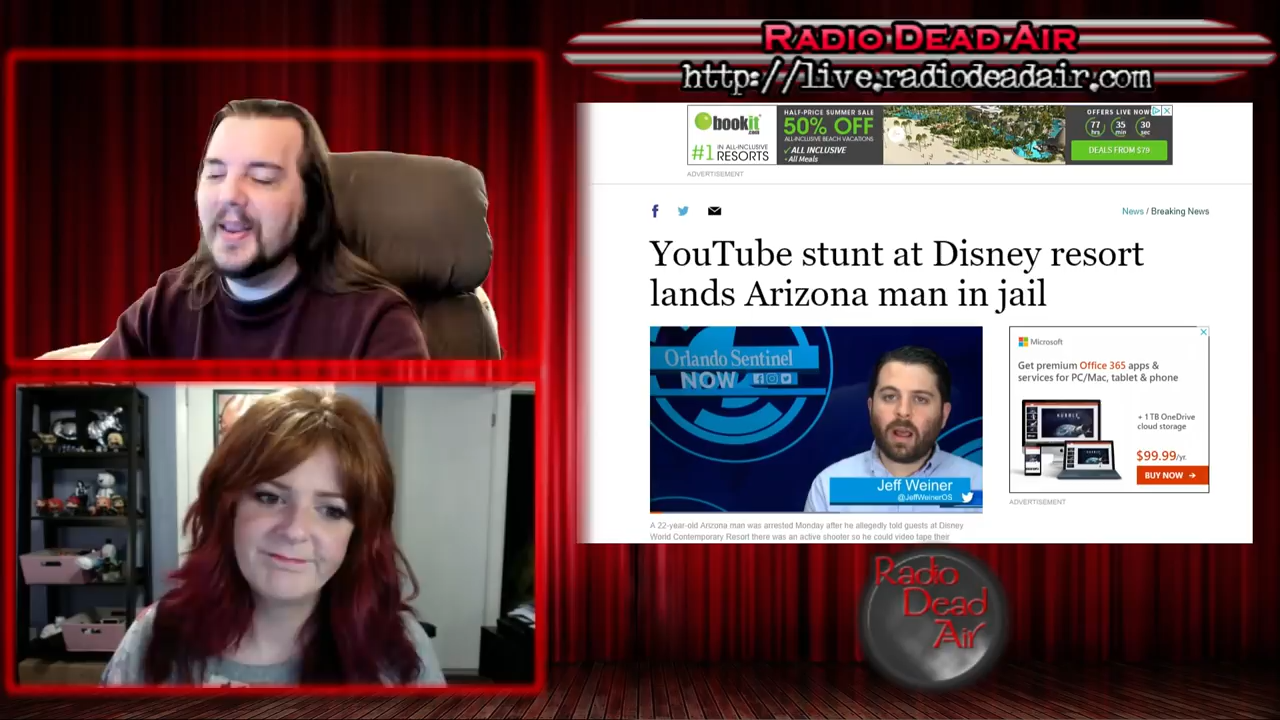 RADIO DEAD AIR
http://live.radiodeadair.com
bookit
.com
#1 IN ALL-INCLUSIVE
RESORTS
HALF-PRICE SUMMER SALE
50% OFF
ALL-INCLUSIVE BEACH VACATIONS
✓ALL INCLUSIVE
- All Meals
OFFERS LIVE NOW
77 35 30
hrs min sec
DEALS FROM $79
ADVERTISEMENT
News / Breaking News
YouTube stunt at Disney resort
lands Arizona man in jail
Orlando Sentinel
NOW
Jeff Weiner
@JeffWeinerOS
A 22-year-old Arizona man was arrested Monday after he allegedly told guests at Disney
World Contemporary Resort there was an active shooter so he could video tape their
Microsoft
Get premium Office 365 apps &
services for PC/Mac, tablet & phone
+ 1 TB OneDrive
cloud storage
$99.99/yr.
BUY NOW →
ADVERTISEMENT
Radio
Dead
Air